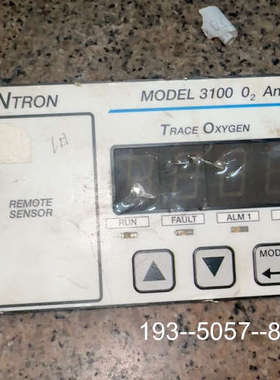 NTRON
MODEL 3100 O₂ An
TRACE OXYGEN
REMOTE
SENSOR
RUN FAULT ALM 1
MOD
193--5057--8